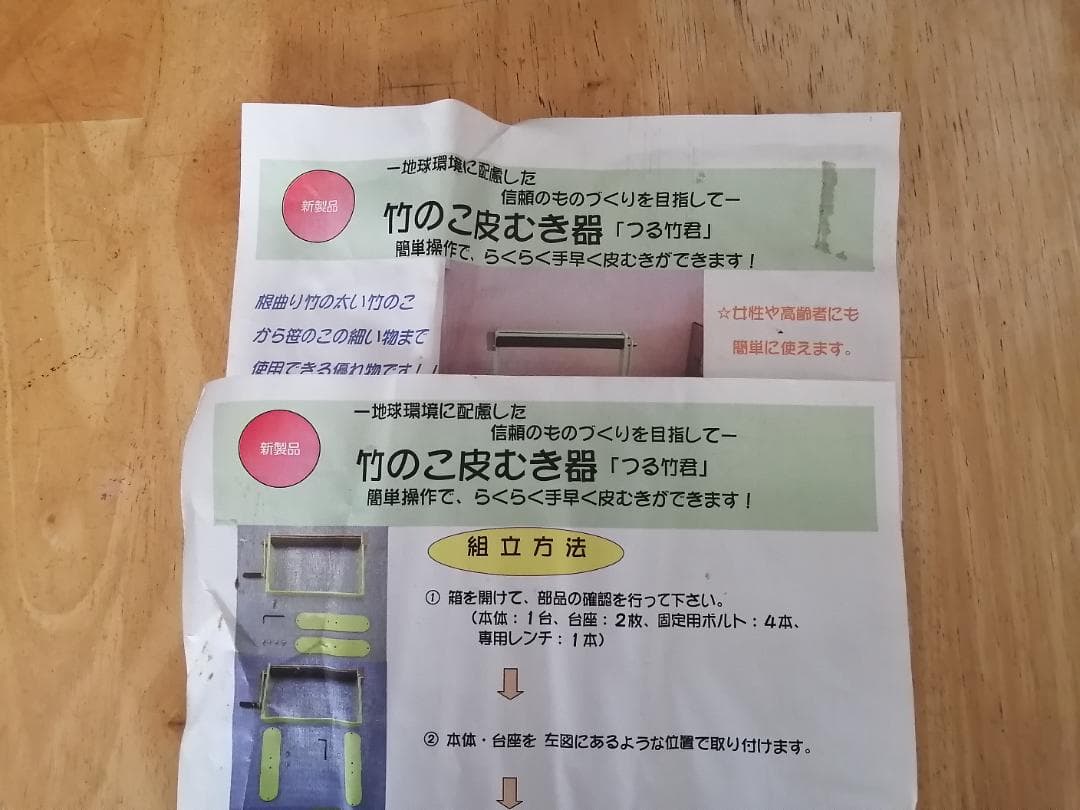 新製品
ー地球環境に配慮した
信頼のものづくりを目指してー
竹のこ皮むき器「つる竹君」
簡単操作で、らくらく手早く皮むきができます！
根曲り竹の太い竹のこ
から笹のこの細い物まで
使用できる優れ物です！！
☆女性や高齢者にも
簡単に使えます。
新製品
ー地球環境に配慮した
信頼のものづくりを目指してー
竹のこ皮むき器「つる竹君」
簡単操作で、らくらく手早く皮むきができます！
組立方法
① 箱を開けて、部品の確認を行って下さい。
（本体：１台、台座：２枚、固定用ボルト：４本、
専用レンチ：１本）
② 本体・台座を 左図にあるような位置で取り付けます。